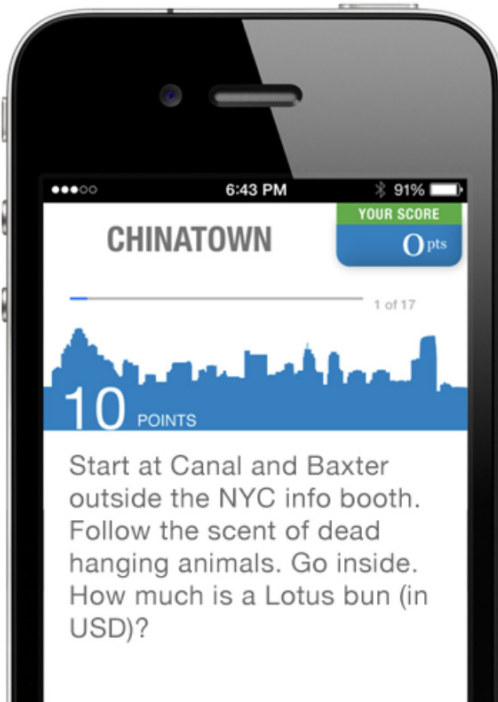 6:43 PM
91%
YOUR SCORE
CHINATOWN
0 pts
1 of 17
10 POINTS
Start at Canal and Baxter
outside the NYC info booth.
Follow the scent of dead
hanging animals. Go inside.
How much is a Lotus bun (in
USD)?